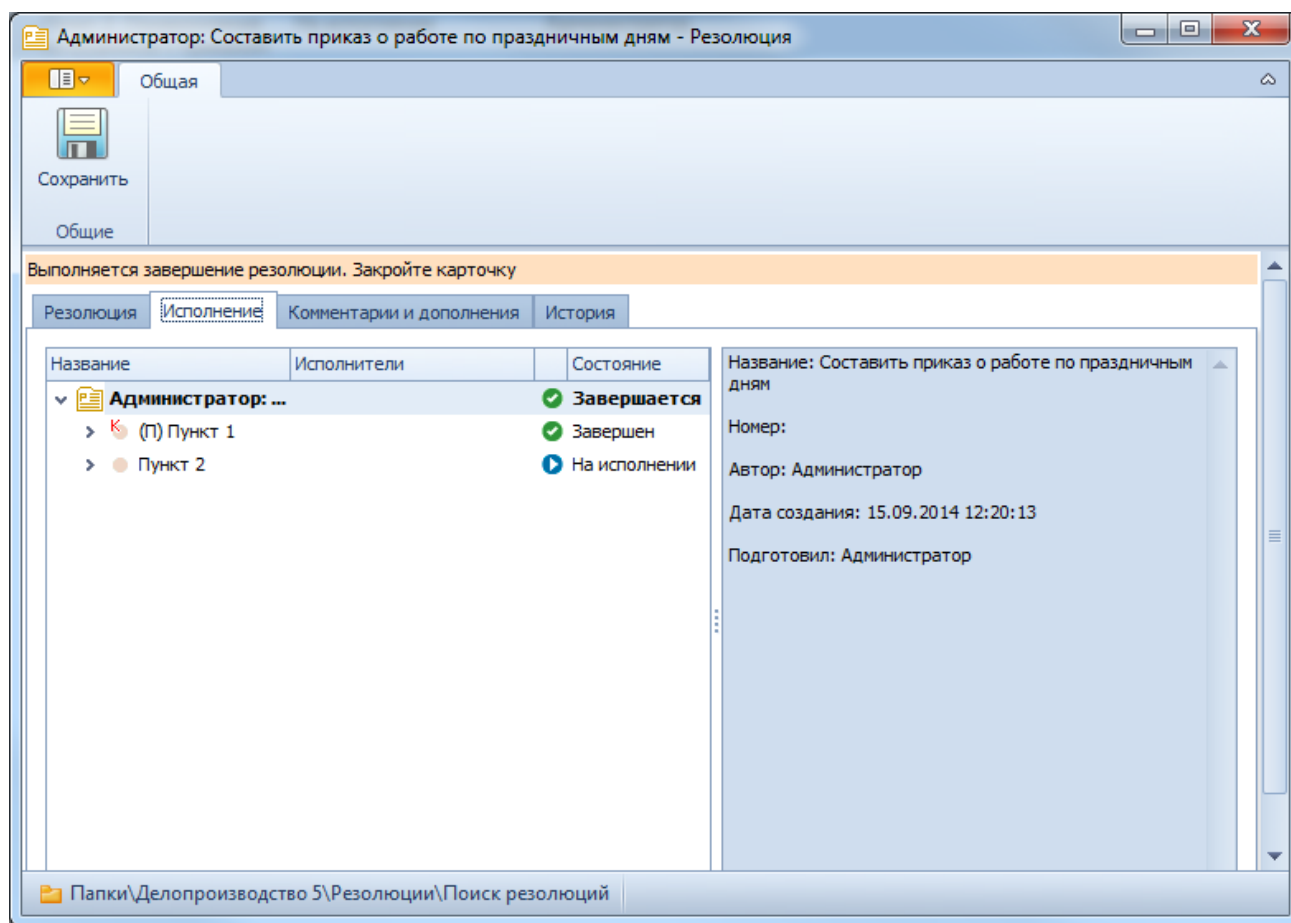 Администратор: Составить приказ о работе по праздничным дням - Резолюция
Общая
Сохранить
Общие
Выполняется завершение резолюции. Закройте карточку
Резолюция Исполнение Комментарии и дополнения История
Название Исполнители Состояние
Администратор: ... Завершается
(П) Пункт 1 Завершен
Пункт 2 На исполнении
Название: Составить приказ о работе по праздничным
дням
Номер:
Автор: Администратор
Дата создания: 15.09.2014 12:20:13
Подготовил: Администратор
Папки\Делопроизводство 5\Резолюции\Поиск резолюций